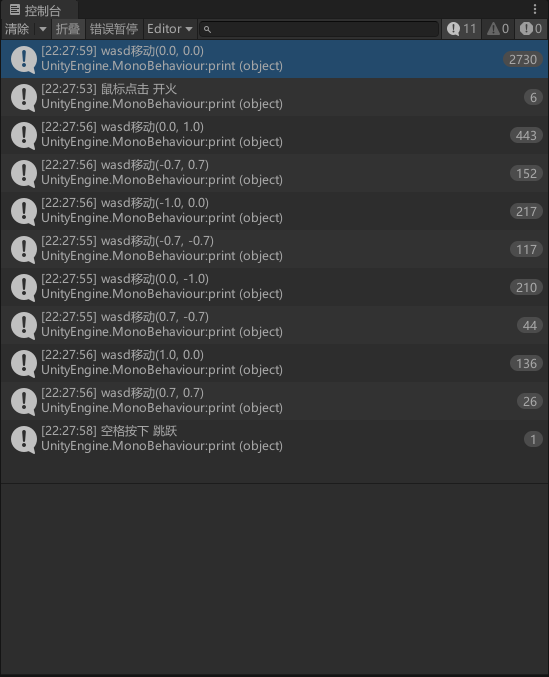 控制台
清除 折叠 错误暂停 Editor 11 0 0
[22:27:59] wasd移动(0.0, 0.0)
UnityEngine.MonoBehaviour:print (object)
2730
[22:27:53] 鼠标点击 开火
UnityEngine.MonoBehaviour:print (object)
6
[22:27:56] wasd移动(0.0, 1.0)
UnityEngine.MonoBehaviour:print (object)
443
[22:27:56] wasd移动(-0.7, 0.7)
UnityEngine.MonoBehaviour:print (object)
152
[22:27:56] wasd移动(-1.0, 0.0)
UnityEngine.MonoBehaviour:print (object)
217
[22:27:55] wasd移动(-0.7, -0.7)
UnityEngine.MonoBehaviour:print (object)
117
[22:27:55] wasd移动(0.0, -1.0)
UnityEngine.MonoBehaviour:print (object)
210
[22:27:55] wasd移动(0.7, -0.7)
UnityEngine.MonoBehaviour:print (object)
44
[22:27:56] wasd移动(1.0, 0.0)
UnityEngine.MonoBehaviour:print (object)
136
[22:27:56] wasd移动(0.7, 0.7)
UnityEngine.MonoBehaviour:print (object)
26
[22:27:58] 空格按下 跳跃
UnityEngine.MonoBehaviour:print (object)
1